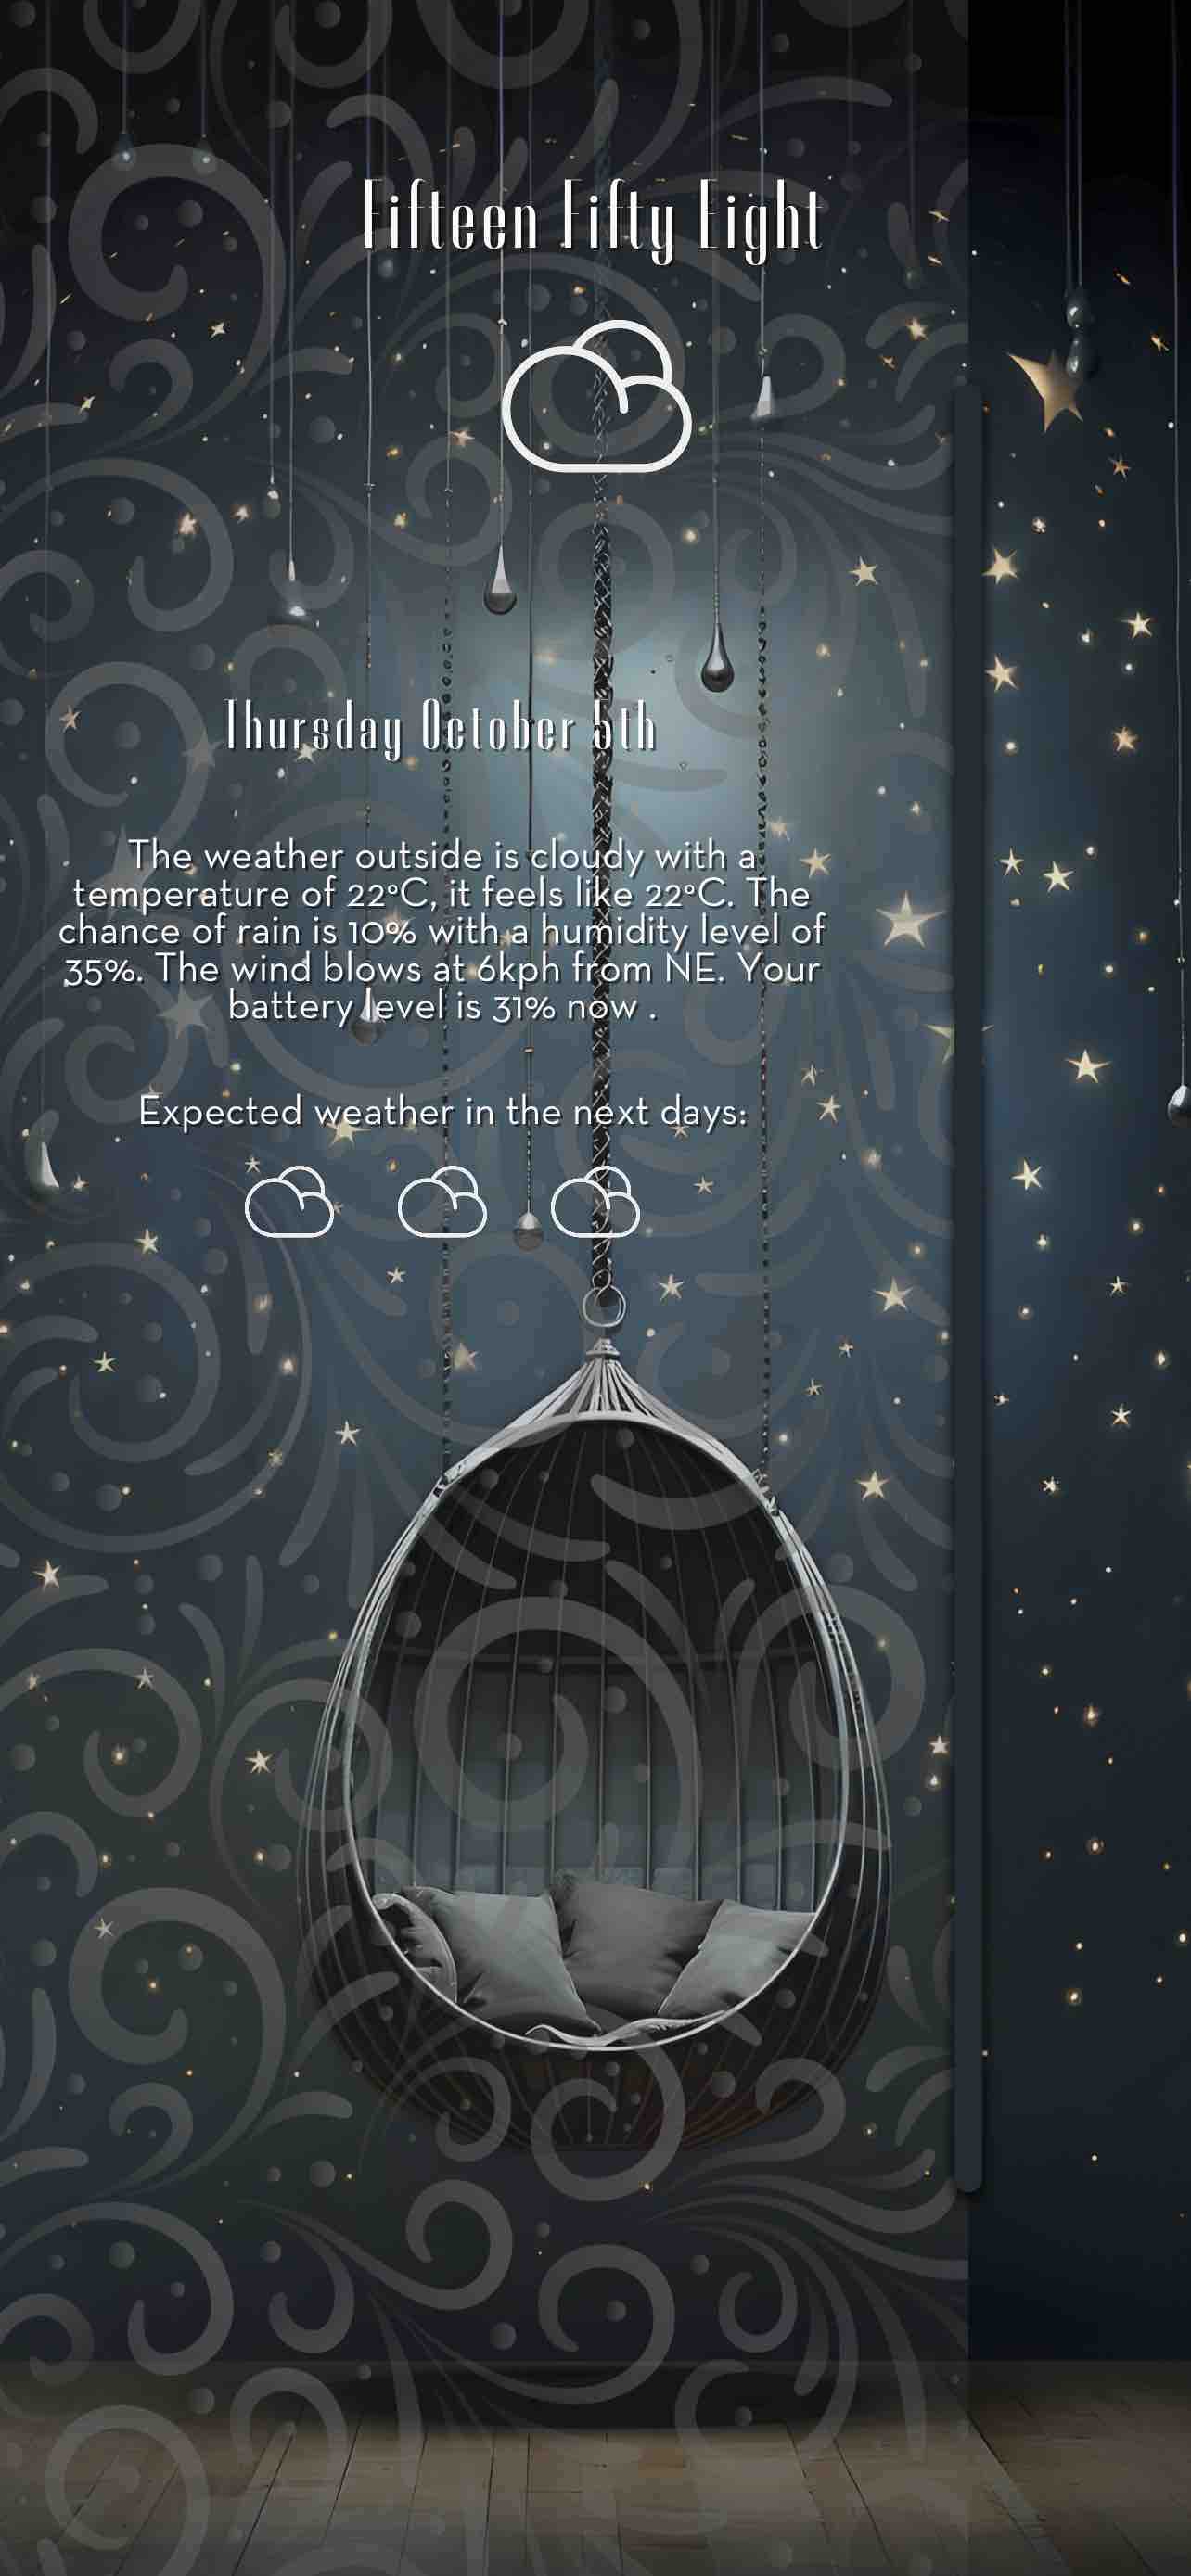 Fifteen Fifty Eight
Thursday October 5th
The weather outside is cloudy with a
temperature of 22°C, it feels like 22°C. The
chance of rain is 10% with a humidity level of
35%. The wind blows at 6kph from NE. Your
battery level is 31% now .
Expected weather in the next days: